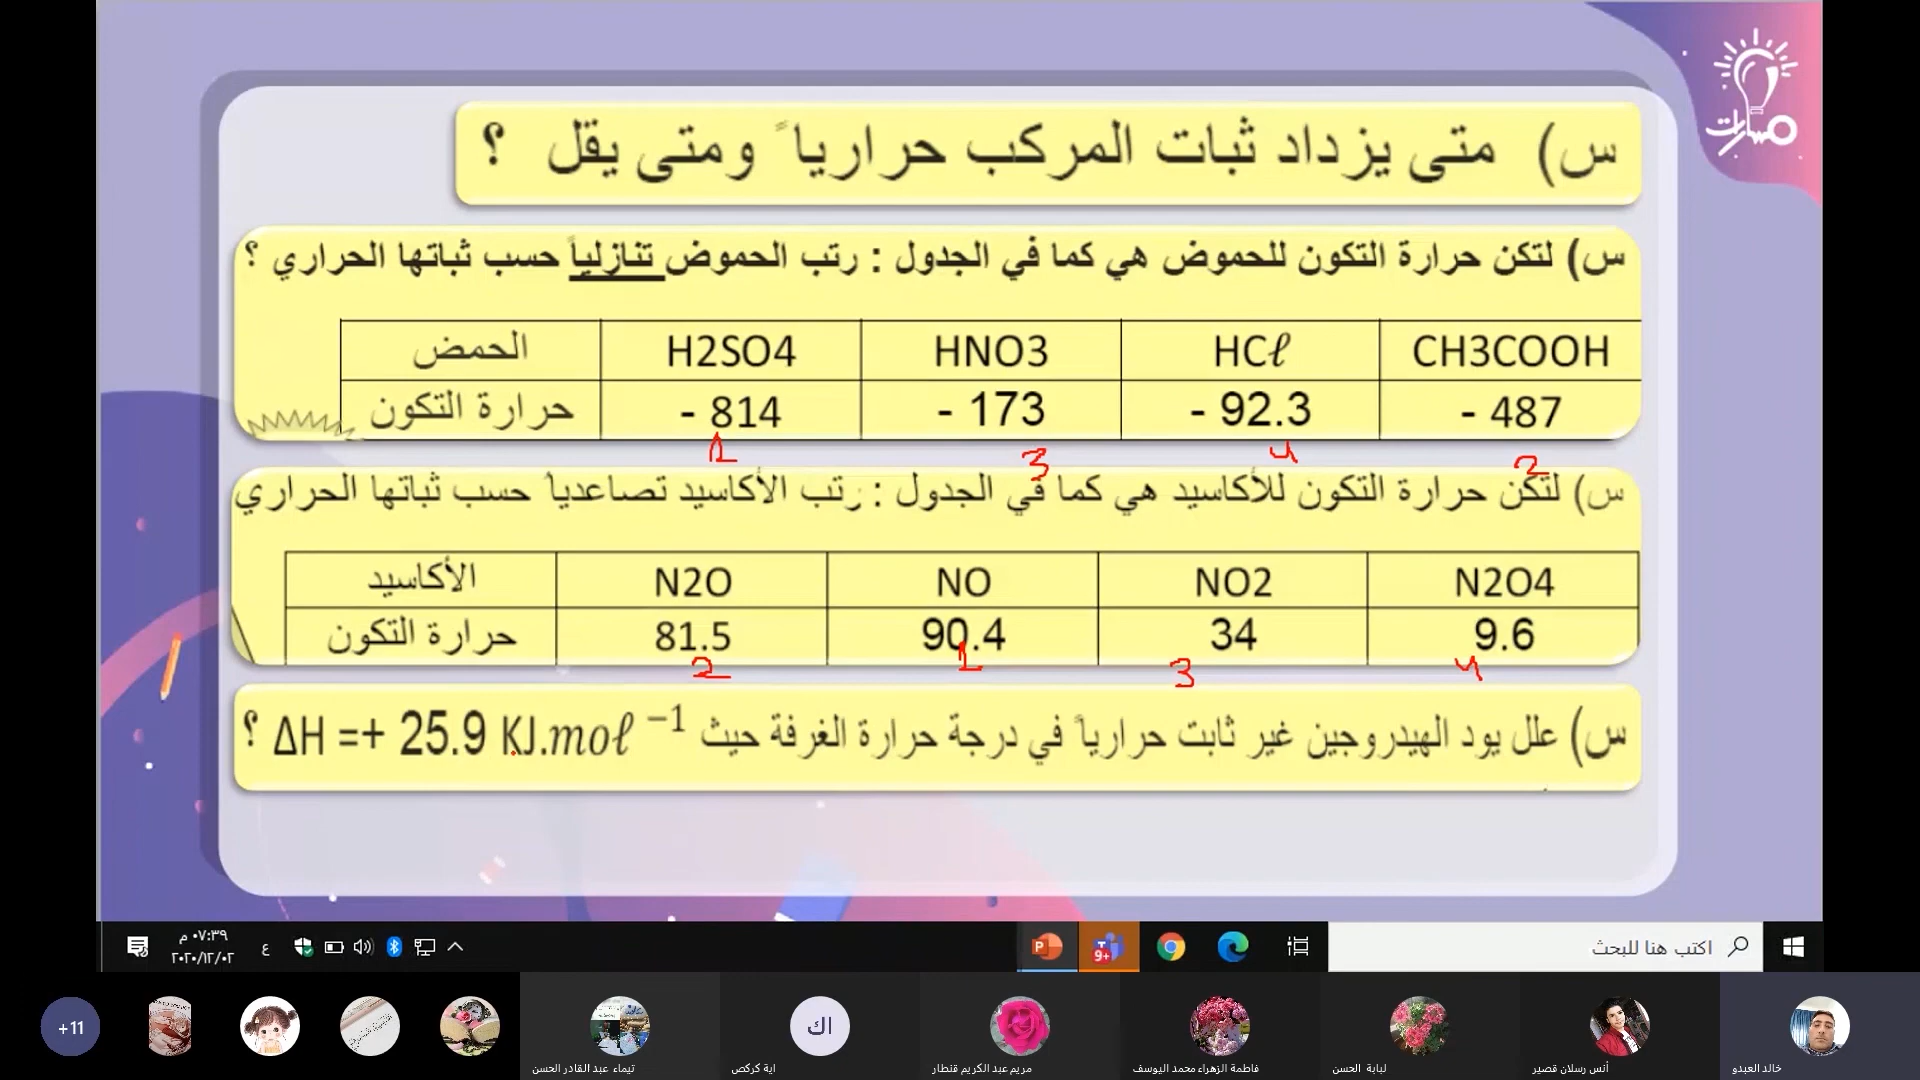 مسارات
س) متى يزداد ثبات المركب حرارياً ومتى يقل ؟
س) لتكن حرارة التكون للحموض هي كما في الجدول : رتب الحموض تنازلياً حسب ثباتها الحراري ؟
الحمض H2SO4 HNO3 HCℓ CH3COOH
حرارة التكون - 814 - 173 - 92.3 - 487
1 3 4 2
س) لتكن حرارة التكون للأكاسيد هي كما في الجدول : رتب الأكاسيد تصاعدياً حسب ثباتها الحراري
الأكاسيد N2O NO NO2 N2O4
حرارة التكون 81.5 90.4 34 9.6
2 1 3 4
س) علل يود الهيدروجين غير ثابت حرارياً في درجة حرارة الغرفة حيث ΔH =+ 25.9 KJ.moℓ −1 ؟
اكتب هنا للبحث
9+
ع
٠٧:٣٩ م
٢٠٢٠/١٢/٠٢
+11
تيماء عبد القادر الحسن
اك
اية كركص
مريم عبد الكريم قنطار
فاطمة الزهراء محمد اليوسف
لبابة الحسن
أنس رسلان قصير
خالد العبدو